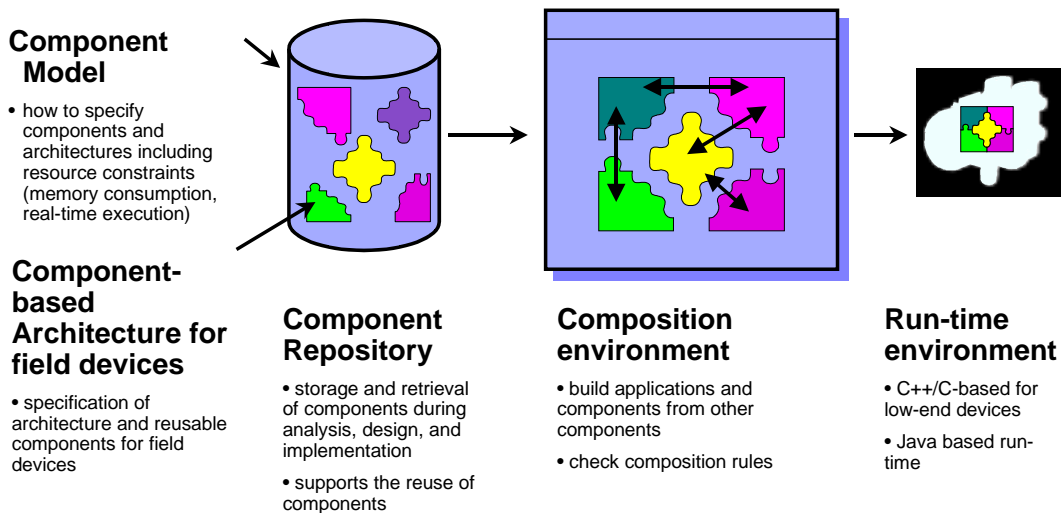 Component
Model
• how to specify
components and
architectures including
resource constraints
(memory consumption,
real-time execution)
Component-
based
Architecture for
field devices
• specification of
architecture and reusable
components for field
devices
Component
Repository
• storage and retrieval
of components during
analysis, design, and
implementation
• supports the reuse of
components
Composition
environment
• build applications and
components from other
components
• check composition rules
Run-time
environment
• C++/C-based for
low-end devices
• Java based run-
time